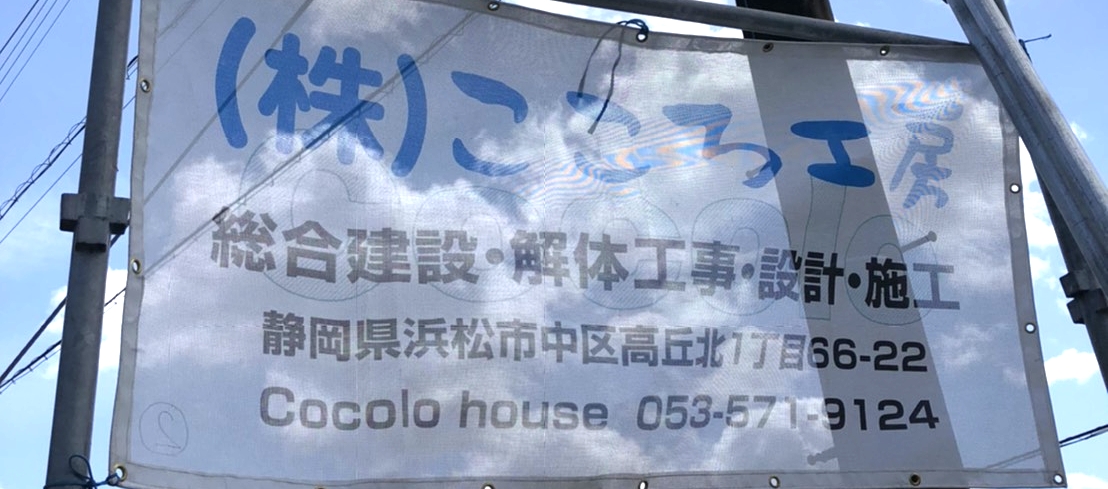 (株)こころ工房
総合建設・解体工事・設計・施工
静岡県浜松市中区高丘北1丁目66-22
Cocolo house 053-571-9124
Cocolo
2